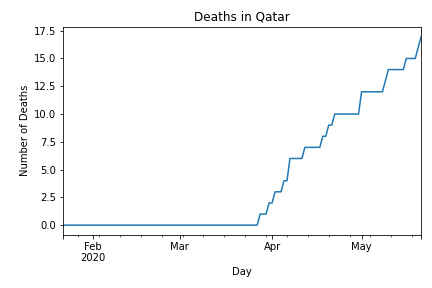 Deaths in Qatar
Number of Deaths
17.5
15.0
12.5
10.0
7.5
5.0
2.5
0.0
Feb
2020
Mar
Apr
May
Day